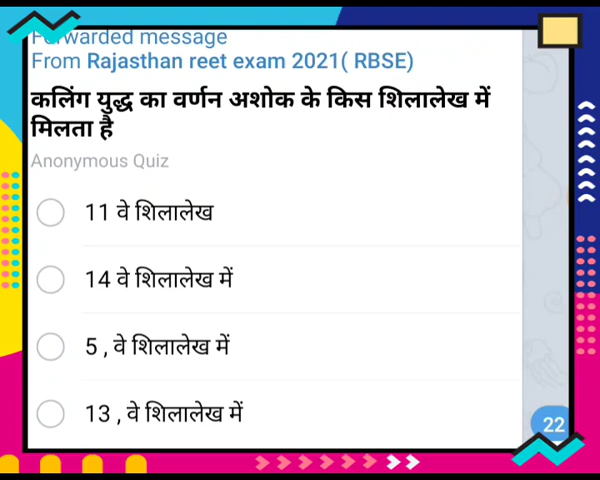 Forwarded message
From Rajasthan reet exam 2021( RBSE)
कलिंग युद्ध का वर्णन अशोक के किस शिलालेख में
मिलता है
Anonymous Quiz
11 वे शिलालेख
14 वे शिलालेख में
5 , वे शिलालेख में
13 , वे शिलालेख में
22